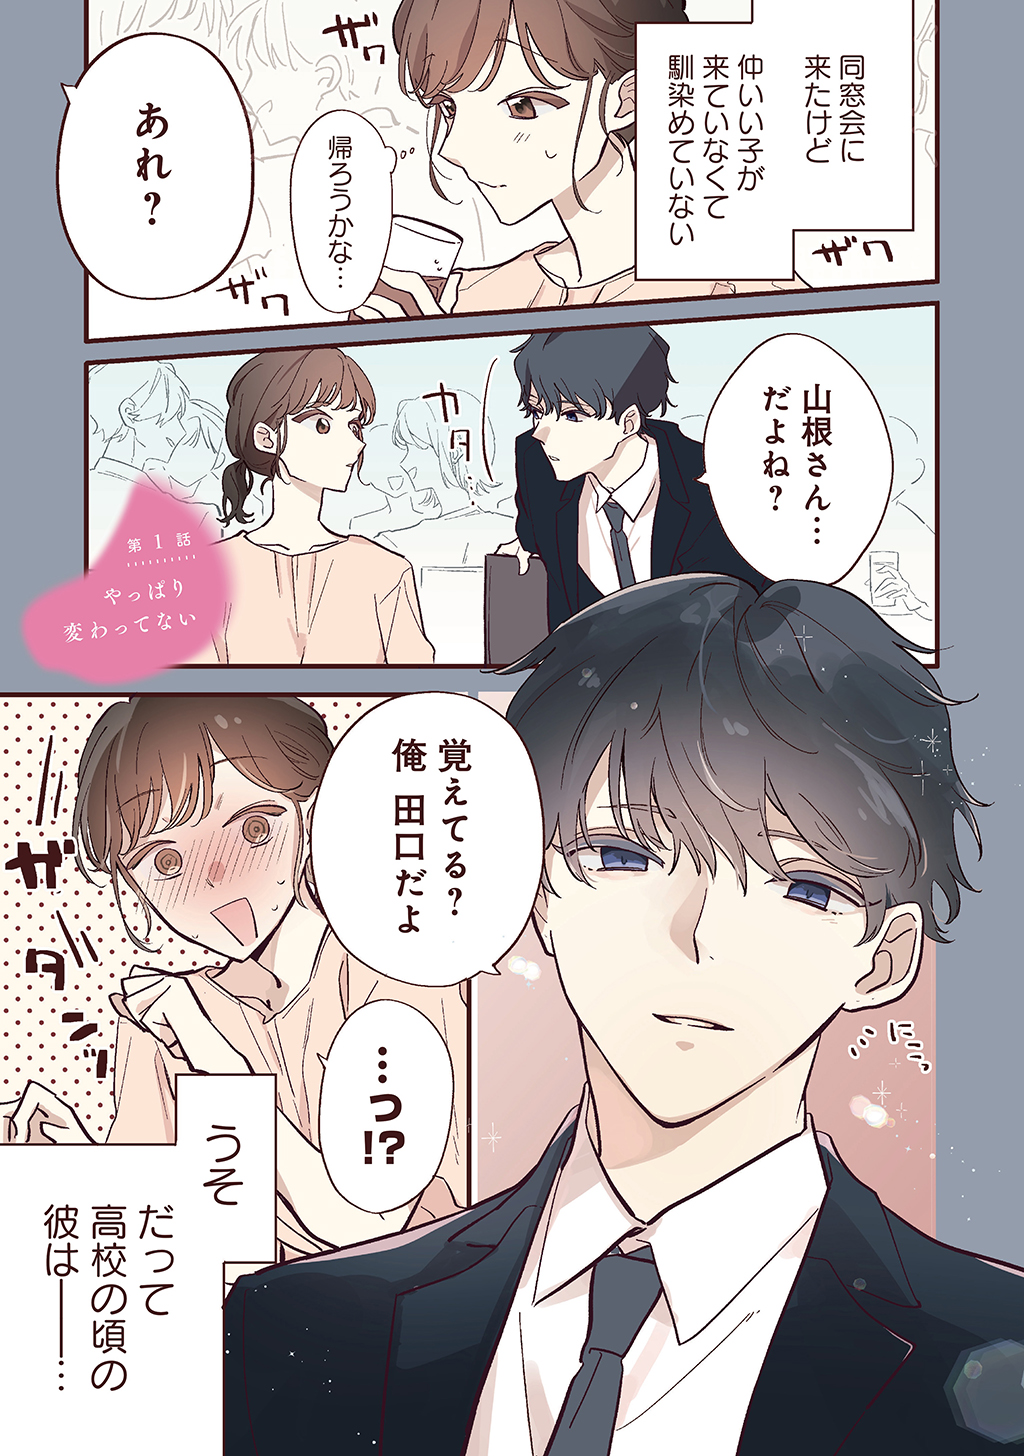 同窓会に
来たけど
仲いい子が
来ていなくて
馴染めていない
ザワ
帰ろうかな…
ザワ
ザワ
あれ?
山根さん…
だよね?
カタ…
第1話
やっぱり
変わってない
覚えてる?
俺 田口だよ
にこっ
…っ!?
ガタンッ
うそ
だって
高校の頃の
彼は――…